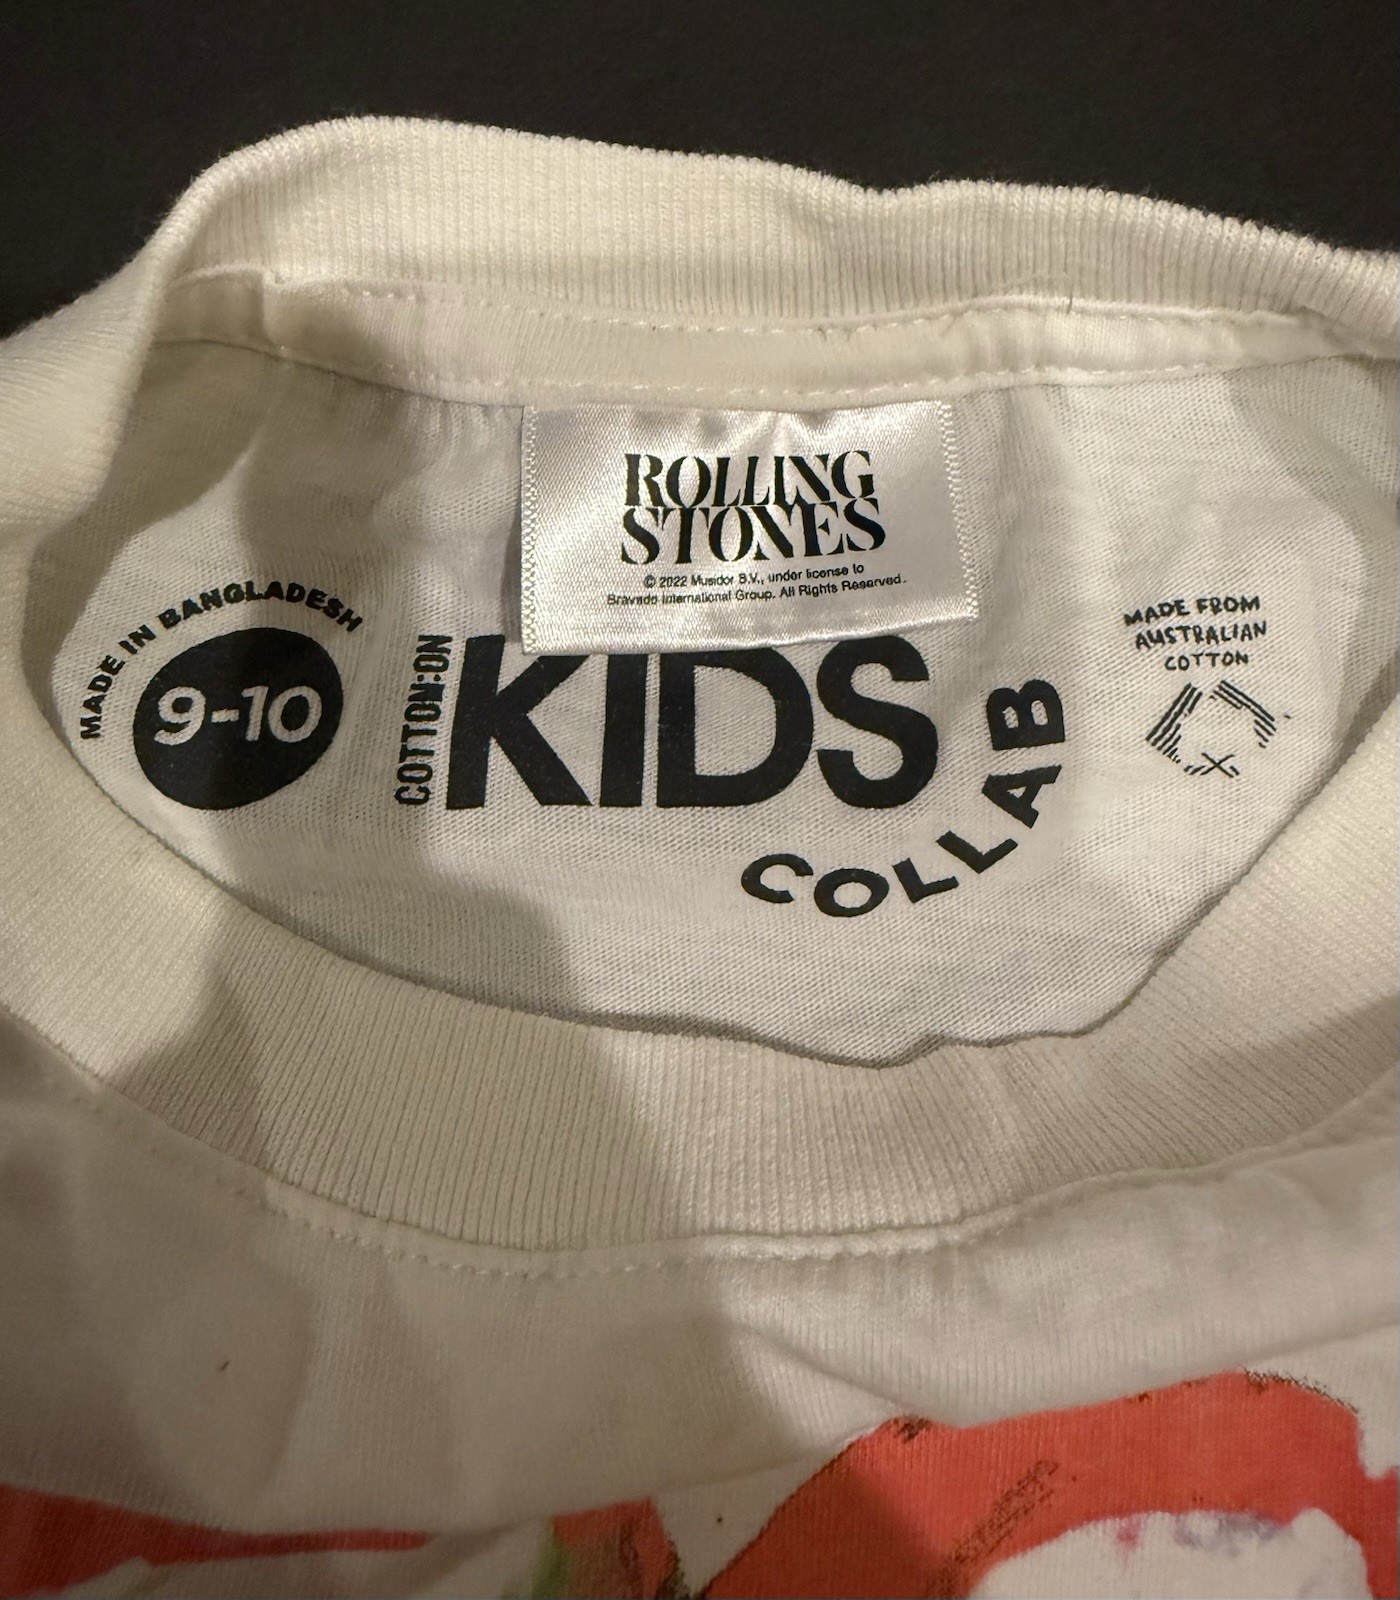 ROLLING
STONES
© 2022 Musidor B.V., under license to
Bravado International Group. All Rights Reserved.
MADE IN BANGLADESH
9-10
COTTON:ON
KIDS
COLLAB
MADE FROM
AUSTRALIAN
COTTON